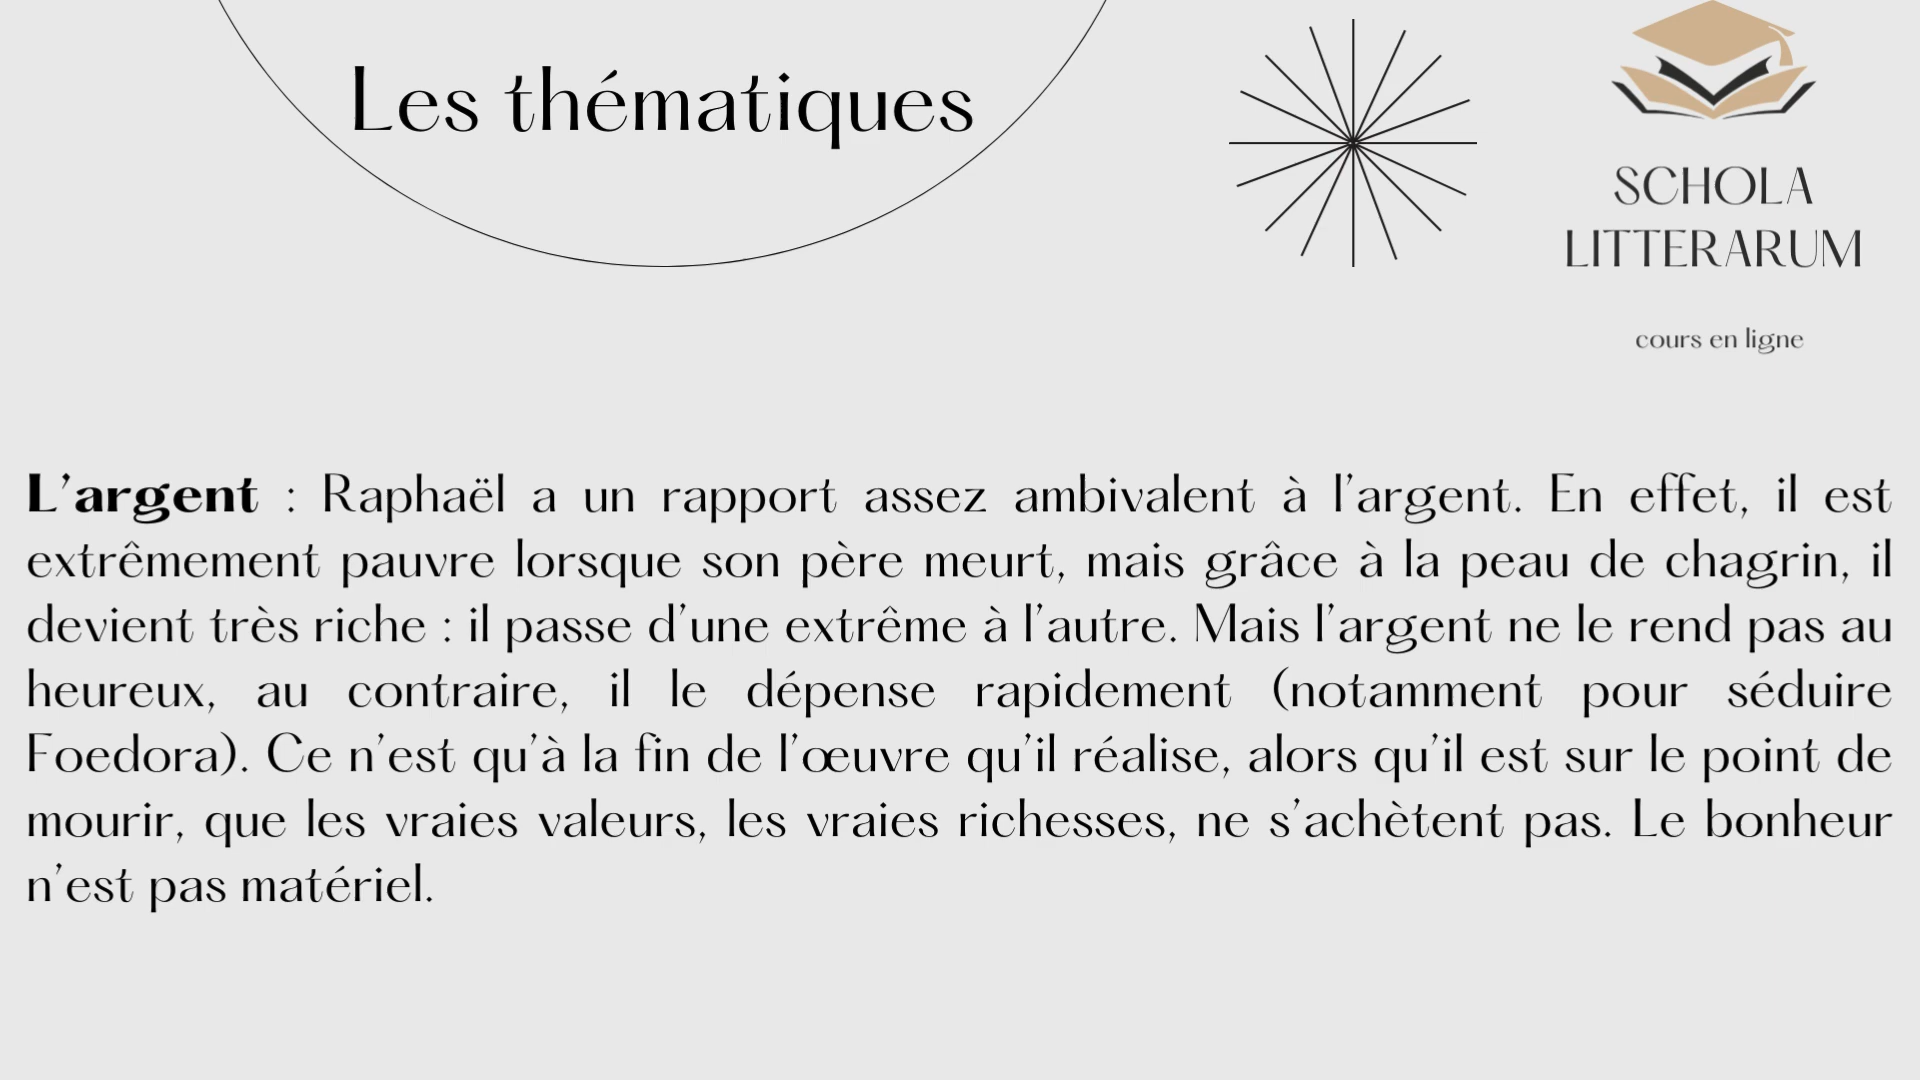 Les thématiques
SCHOLA
LITTERARUM
cours en ligne
L'argent : Raphaël a un rapport assez ambivalent à l'argent. En effet, il est
extrêmement pauvre lorsque son père meurt, mais grâce à la peau de chagrin, il
devient très riche : il passe d'une extrême à l'autre. Mais l'argent ne le rend pas au
heureux, au contraire, il le dépense rapidement (notamment pour séduire
Foedora). Ce n'est qu'à la fin de l'œuvre qu'il réalise, alors qu'il est sur le point de
mourir, que les vraies valeurs, les vraies richesses, ne s'achètent pas. Le bonheur
n'est pas matériel.